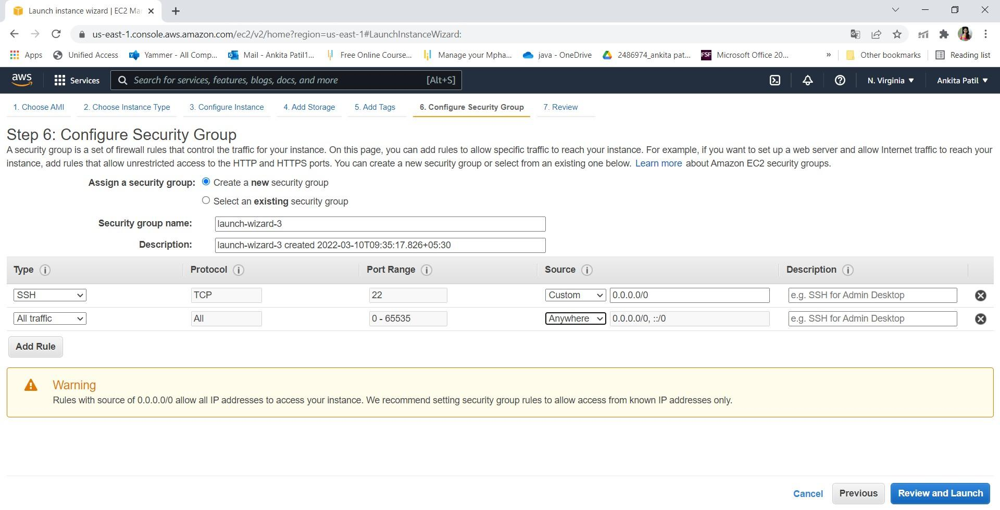 Launch instance wizard | EC2 Mar
us-east-1.console.aws.amazon.com/ec2/v2/home?region=us-east-1#LaunchInstanceWizard:
Apps Unified Access Yammer - All Comp... Mail - Ankita Patil1... Free Online Course... Manage your Mpha... java - OneDrive 2486974_ankita pat... FSF Microsoft Office 20... » Other bookmarks Reading list
aws Services Search for services, features, blogs, docs, and more [Alt+S] N. Virginia Ankita Patil
1. Choose AMI 2. Choose Instance Type 3. Configure Instance 4. Add Storage 5. Add Tags 6. Configure Security Group 7. Review
Step 6: Configure Security Group
A security group is a set of firewall rules that control the traffic for your instance. On this page, you can add rules to allow specific traffic to reach your instance. For example, if you want to set up a web server and allow Internet traffic to reach your
instance, add rules that allow unrestricted access to the HTTP and HTTPS ports. You can create a new security group or select from an existing one below. Learn more about Amazon EC2 security groups.
Assign a security group: Create a new security group
Select an existing security group
Security group name: launch-wizard-3
Description: launch-wizard-3 created 2022-03-10T09:35:17.826+05:30
Type Protocol Port Range Source Description
SSH TCP 22 Custom 0.0.0.0/0 e.g. SSH for Admin Desktop
All traffic All 0 - 65535 Anywhere 0.0.0.0/0, ::/0 e.g. SSH for Admin Desktop
Add Rule
Warning
Rules with source of 0.0.0.0/0 allow all IP addresses to access your instance. We recommend setting security group rules to allow access from known IP addresses only.
Cancel Previous Review and Launch